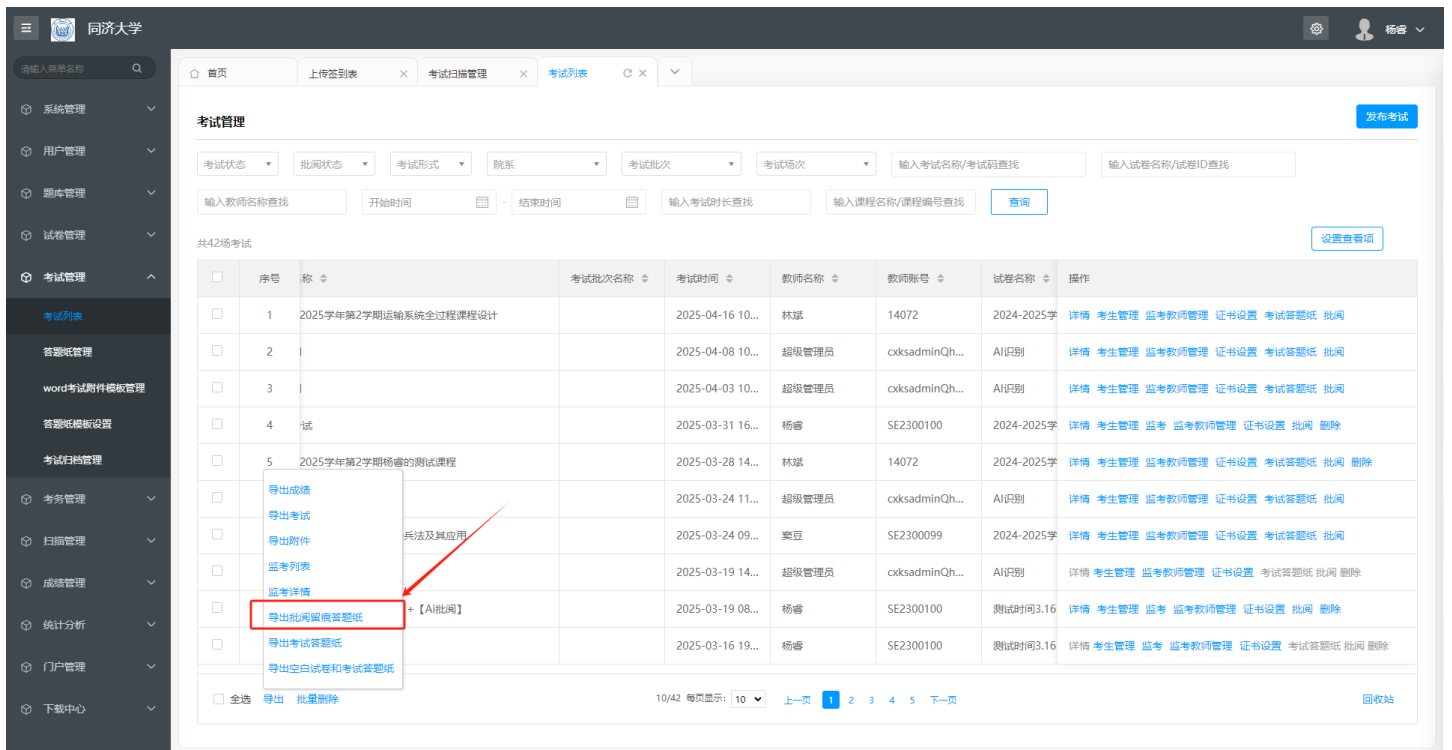 同济大学
杨睿
请输入菜单名称
首页
上传签到表
考试扫描管理
考试列表
系统管理
用户管理
题库管理
试卷管理
考试管理
考试列表
答题纸管理
word考试附件模板管理
答题纸模板设置
考试归档管理
考务管理
扫描管理
成绩管理
统计分析
门户管理
下载中心
考试管理
发布考试
考试状态 批阅状态 考试形式 院系 考试批次 考试场次 输入考试名称/考试码查找 输入试卷名称/试卷ID查找
输入教师名称查找 开始时间 - 结束时间 输入考试时长查找 输入课程名称/课程编号查找 查询
共42场考试
设置查看项
序号 称 考试批次名称 考试时间 教师名称 教师账号 试卷名称 操作
1 2025学年第2学期运输系统全过程课程设计 2025-04-16 10... 林斌 14072 2024-2025学 详情 考生管理 监考教师管理 证书设置 考试答题纸 批阅
2 2025-04-08 10... 超级管理员 cxksadminQh... AI识别 详情 考生管理 监考教师管理 证书设置 考试答题纸 批阅
3 2025-04-03 10... 超级管理员 cxksadminQh... AI识别 详情 考生管理 监考教师管理 证书设置 考试答题纸 批阅
4 试 2025-03-31 16... 杨睿 SE2300100 2024-2025学 详情 考生管理 监考 监考教师管理 证书设置 批阅 删除
5 2025学年第2学期杨睿的测试课程 2025-03-28 14... 林斌 14072 2024-2025学 详情 考生管理 监考教师管理 证书设置 考试答题纸 批阅 删除
2025-03-24 11... 超级管理员 cxksadminQh... AI识别 详情 考生管理 监考教师管理 证书设置 考试答题纸 批阅
兵法及其应用 2025-03-24 09... 窦豆 SE2300099 2024-2025学 详情 考生管理 监考教师管理 证书设置 考试答题纸 批阅
2025-03-19 14... 超级管理员 cxksadminQh... AI识别 详情 考生管理 监考教师管理 证书设置 考试答题纸 批阅 删除
+【AI批阅】 2025-03-19 08... 杨睿 SE2300100 测试时间3.16 详情 考生管理 监考 监考教师管理 证书设置 批阅 删除
2025-03-16 19... 杨睿 SE2300100 测试时间3.16 详情 考生管理 监考 监考教师管理 证书设置 考试答题纸 批阅 删除
导出成绩
导出考试
导出附件
监考列表
监考详情
导出批阅留痕答题纸
导出考试答题纸
导出空白试卷和考试答题纸
全选 导出 批量删除 10/42 每页显示: 10 上一页 1 2 3 4 5 下一页 回收站